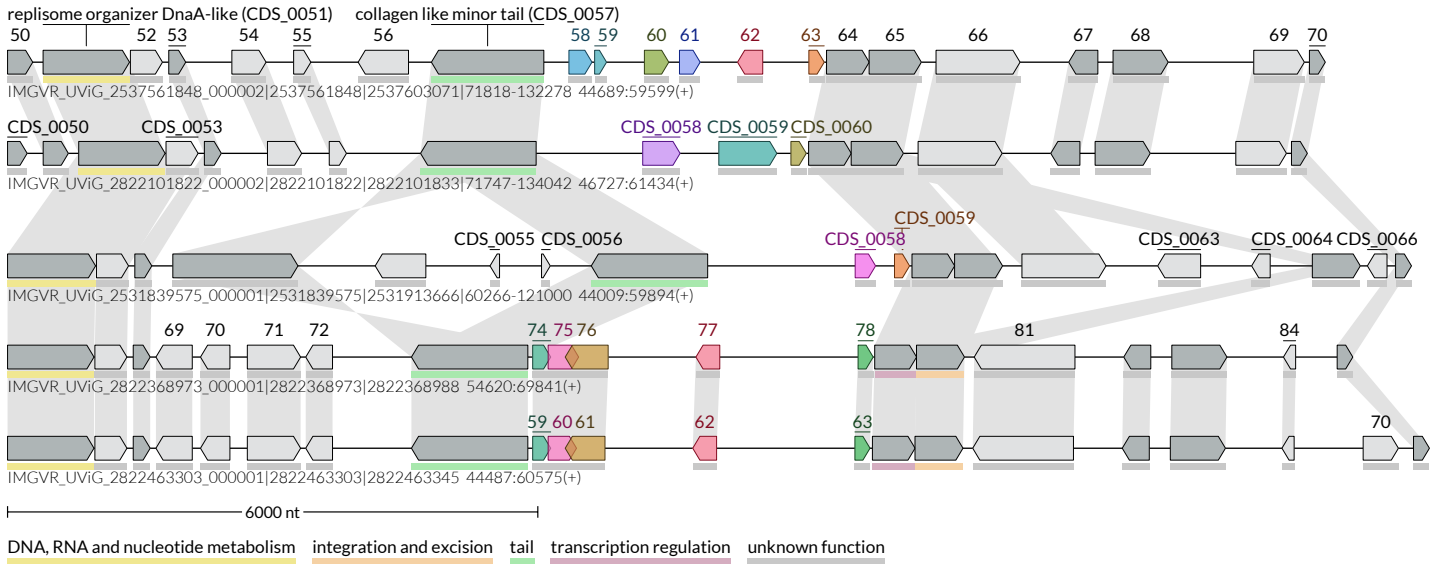 replisome organizer DnaA-like (CDS_0051) collagen like minor tail (CDS_0057)
50 52 53 54 55 56 58 59 60 61 62 63 64 65 66 67 68 69 70
IMGVR_UViG_2537561848_000002|2537561848|2537603071|71818-132278 44689:59599(+)
CDS_0050 CDS_0053 CDS_0058 CDS_0059 CDS_0060
IMGVR_UViG_2822101822_000002|2822101822|2822101833|71747-134042 46727:61434(+)
CDS_0059
CDS_0055 CDS_0056 CDS_0058 CDS_0063 CDS_0064 CDS_0066
IMGVR_UViG_2531839575_000001|2531839575|2531913666|60266-121000 44009:59894(+)
69 70 71 72 74 75 76 77 78 81 84
IMGVR_UViG_2822368973_000001|2822368973|2822368988 54620:69841(+)
59 60 61 62 63 70
IMGVR_UViG_2822463303_000001|2822463303|2822463345 44487:60575(+)
6000 nt
DNA, RNA and nucleotide metabolism integration and excision tail transcription regulation unknown function